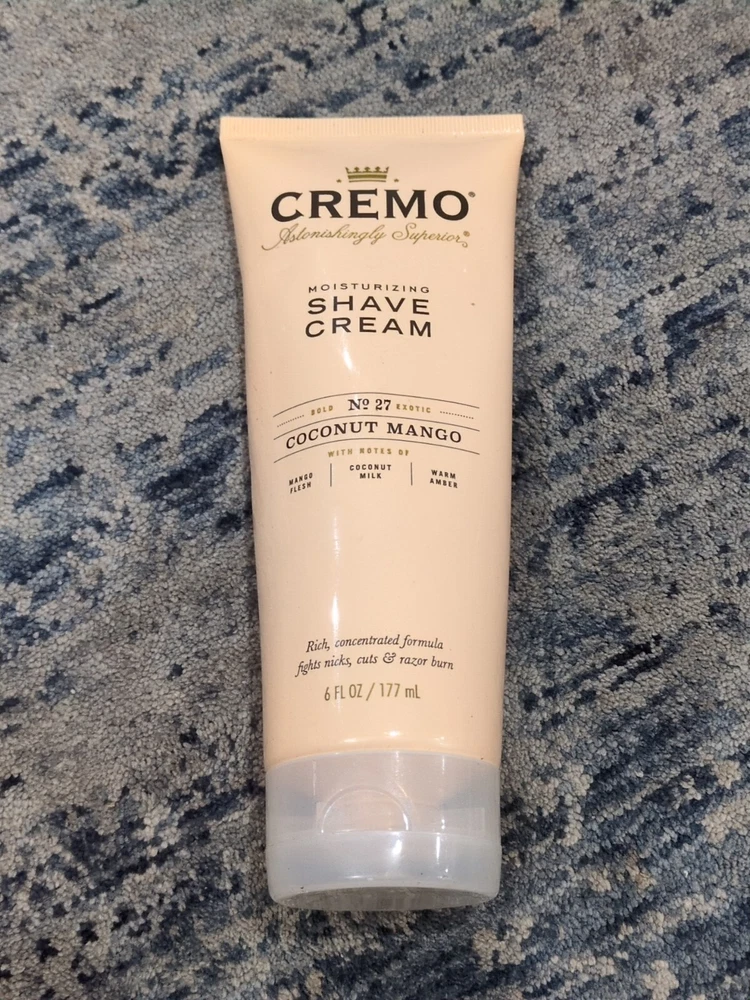 CREMO®
Astonishingly Superior®
MOISTURIZING
SHAVE
CREAM
BOLD Nº 27 EXOTIC
COCONUT MANGO
WITH NOTES OF
MANGO FLESH | COCONUT MILK | WARM AMBER
Rich, concentrated formula
fights nicks, cuts & razor burn
6 FL OZ / 177 mL